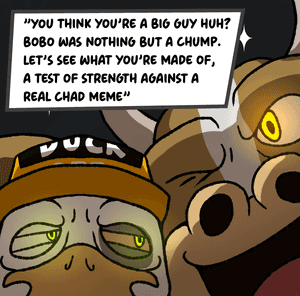 "YOU THINK YOU'RE A BIG GUY HUH?
BOBO WAS NOTHING BUT A CHUMP.
LET'S SEE WHAT YOU'RE MADE OF,
A TEST OF STRENGTH AGAINST A
REAL CHAD MEME"
DUCK